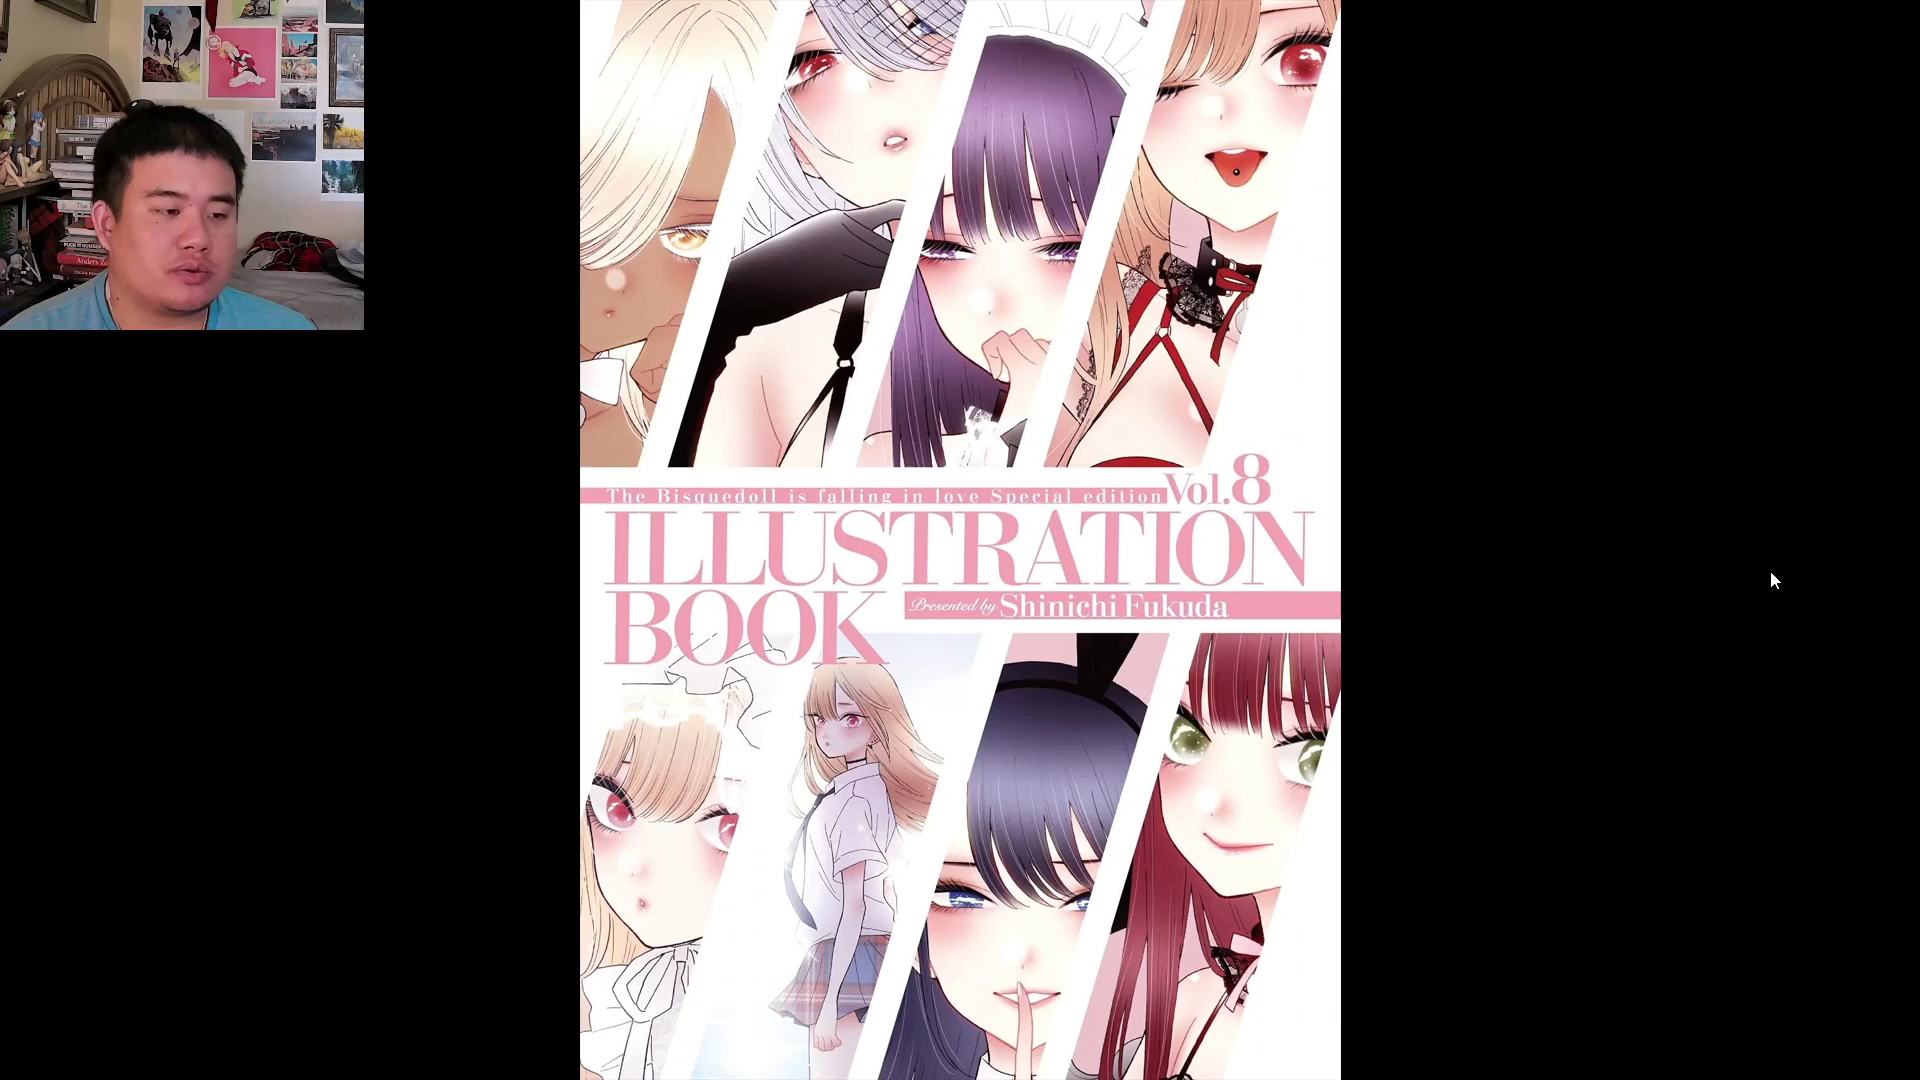 The Bisquedoll is falling in love Special edition Vol.8
ILLUSTRATION
BOOK
Presented by Shinichi Fukuda